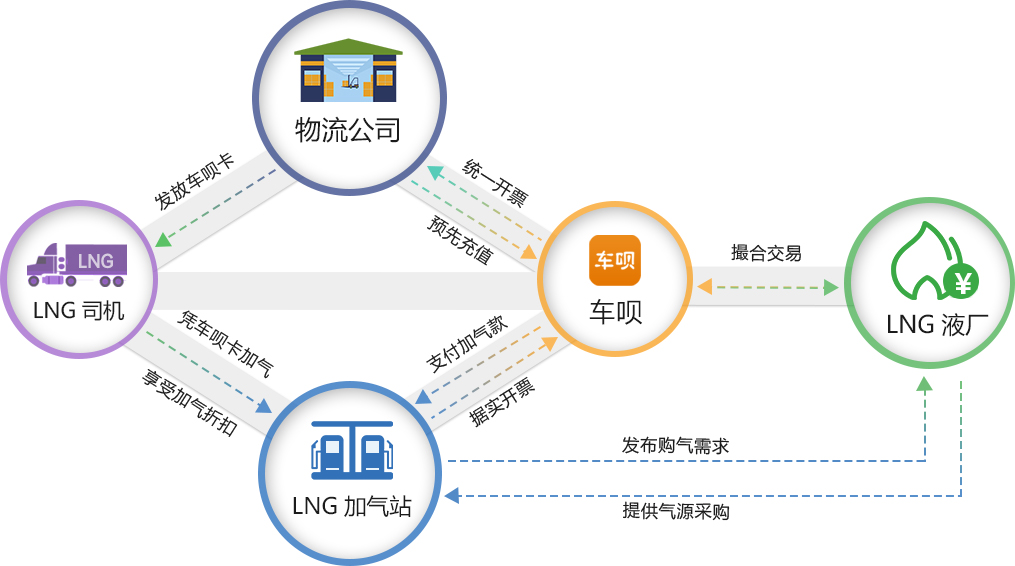 物流公司
发放车呗卡
统一开票
预先充值
LNG
LNG 司机
车呗
车呗
撮合交易
¥
LNG 液厂
凭车呗卡加气
享受加气折扣
支付加气款
据实开票
LNG 加气站
发布购气需求
提供气源采购